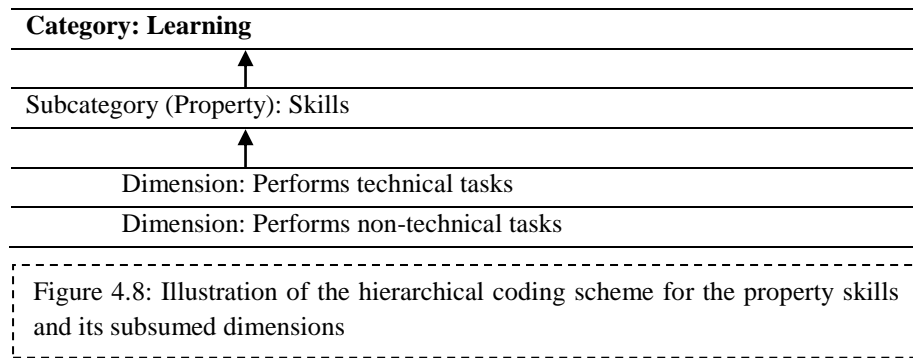 Category: Learning
Subcategory (Property): Skills
Dimension: Performs technical tasks
Dimension: Performs non-technical tasks
Figure 4.8: Illustration of the hierarchical coding scheme for the property skills
and its subsumed dimensions